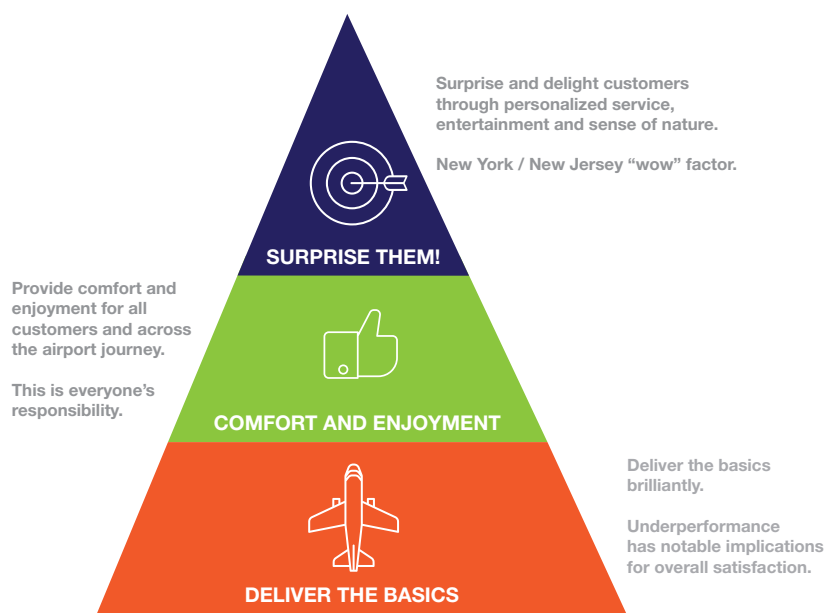 Surprise and delight customers
through personalized service,
entertainment and sense of nature.
New York / New Jersey “wow” factor.
SURPRISE THEM!
Provide comfort and
enjoyment for all
customers and across
the airport journey.
This is everyone’s
responsibility.
COMFORT AND ENJOYMENT
Deliver the basics
brilliantly.
Underperformance
has notable implications
for overall satisfaction.
DELIVER THE BASICS